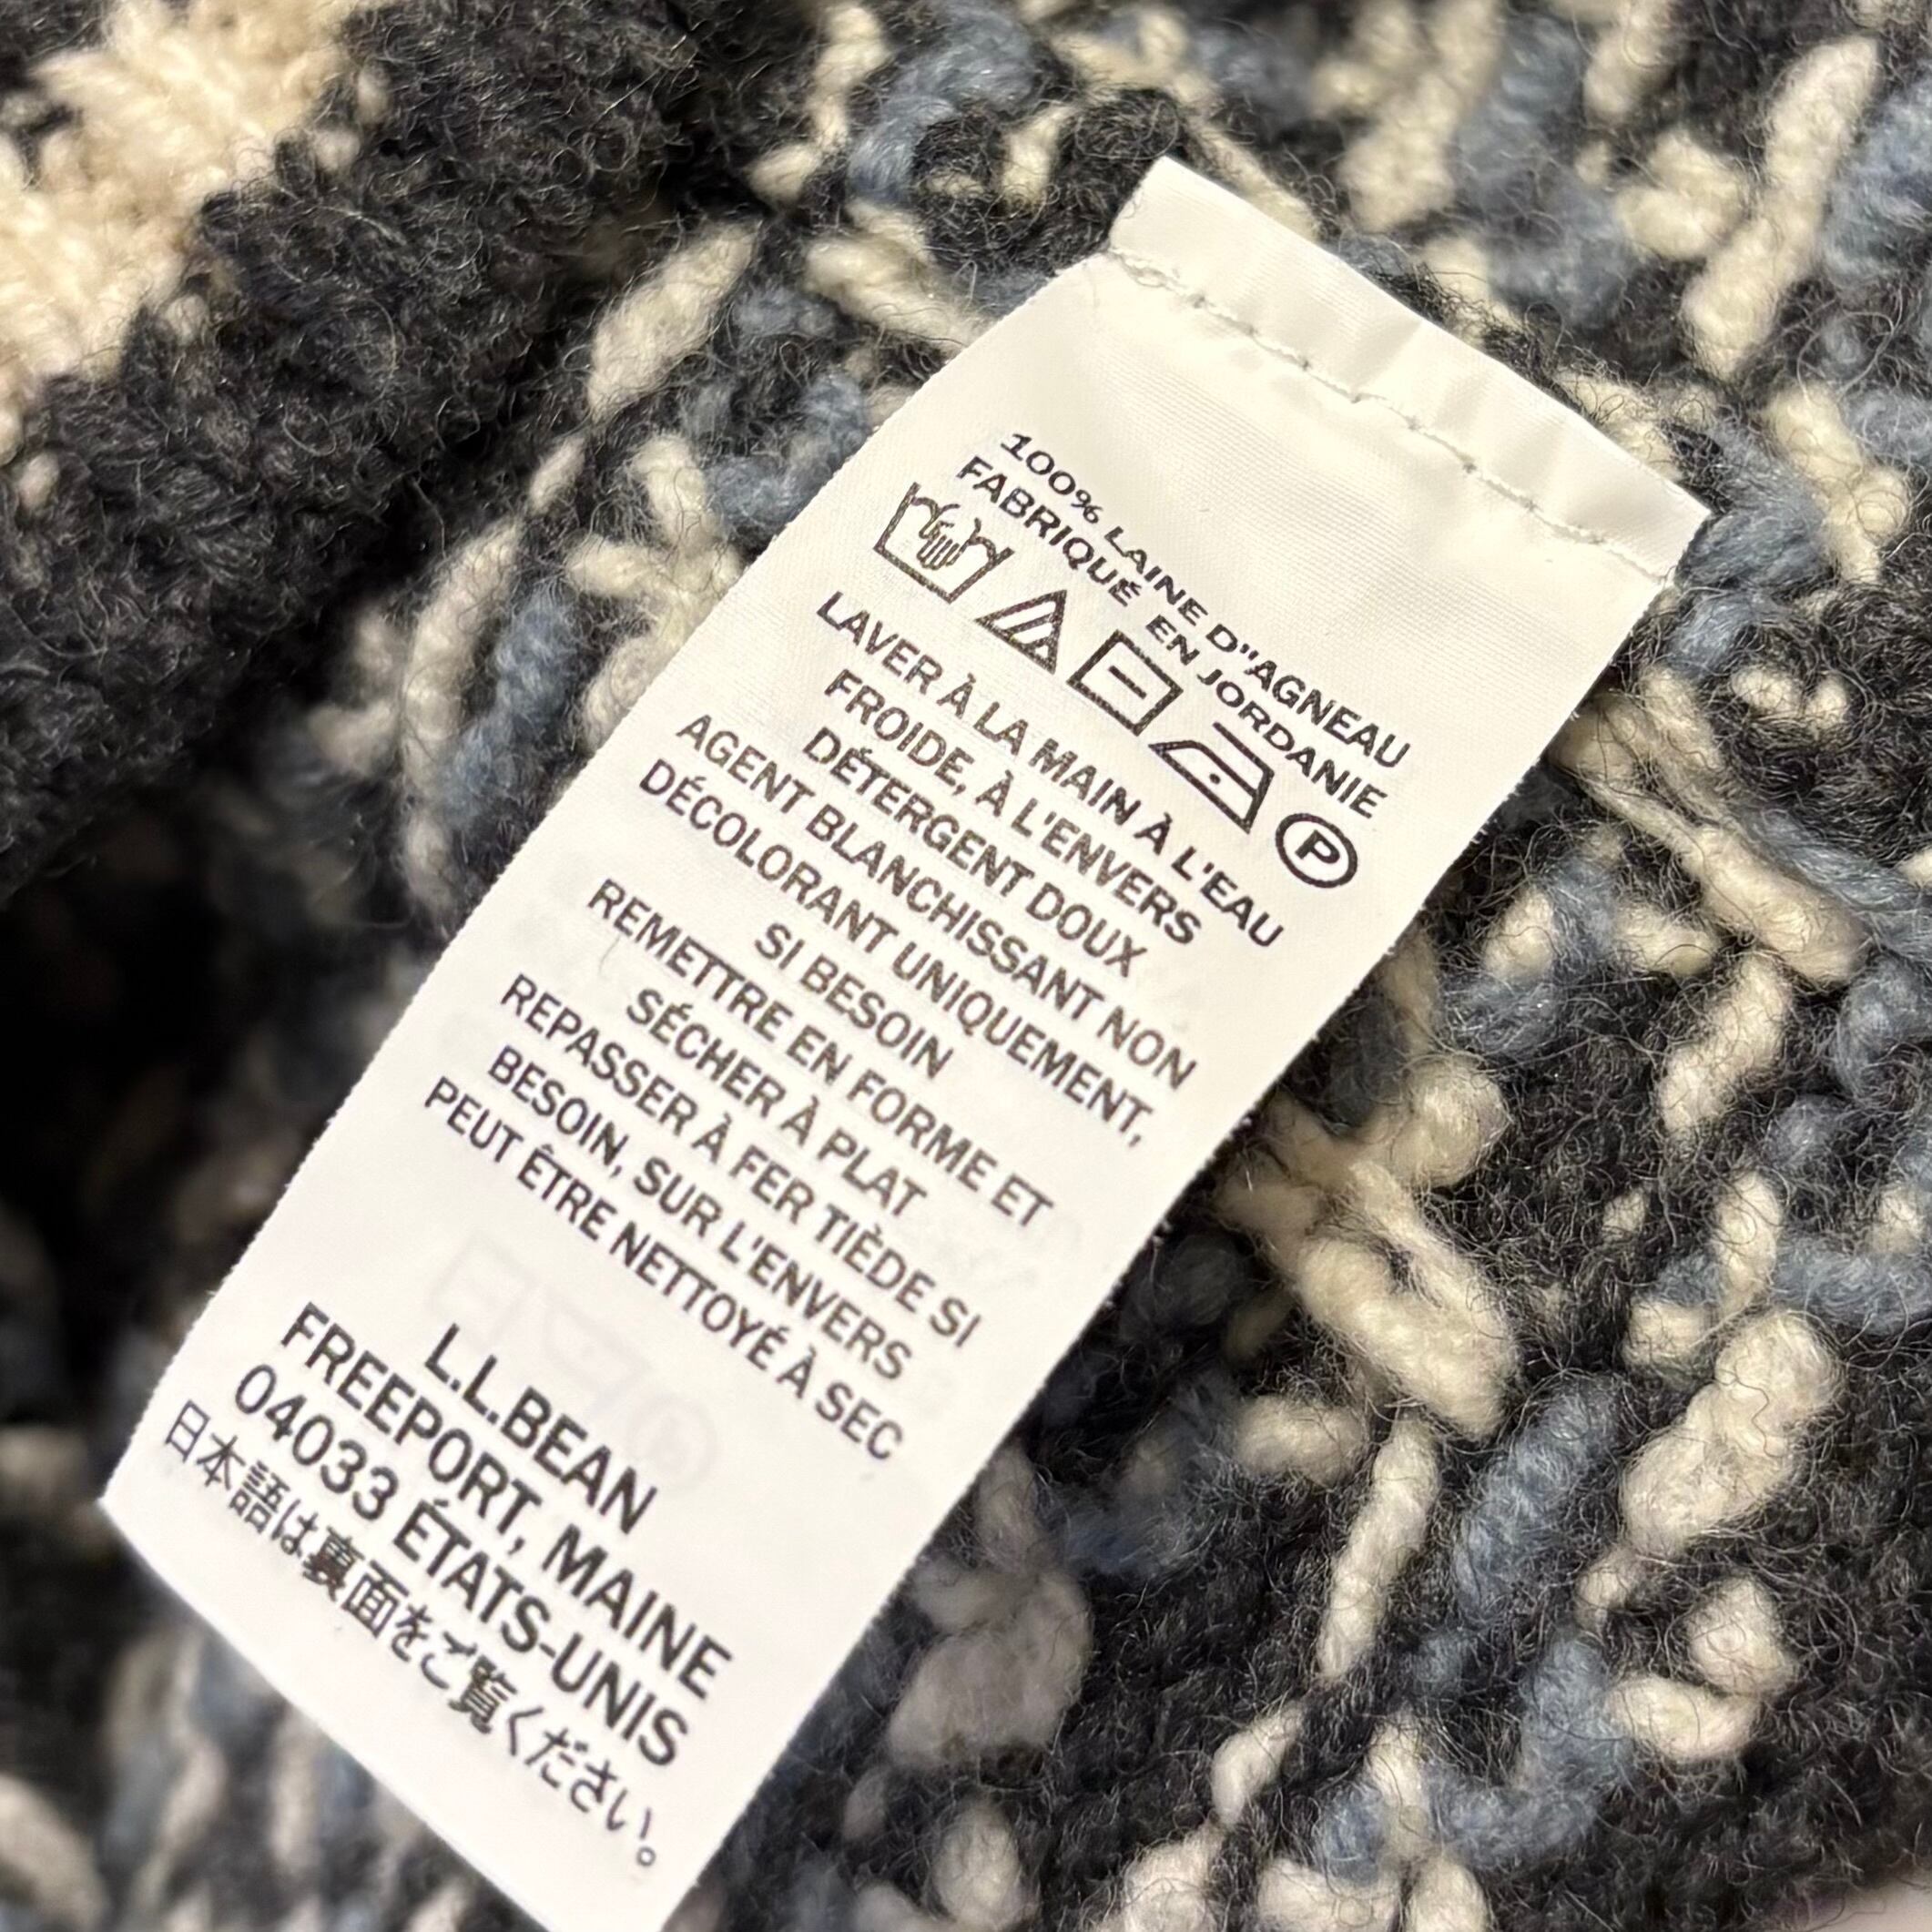 100% LAINE D"AGNEAU
FABRIQUÉ EN JORDANIE
P
LAVER À LA MAIN À L'EAU
FROIDE, À L'ENVERS
DÉTERGENT DOUX
AGENT BLANCHISSANT NON
DÉCOLORANT UNIQUEMENT,
SI BESOIN
REMETTRE EN FORME ET
SÉCHER À PLAT
REPASSER À FER TIÈDE SI
BESOIN, SUR L'ENVERS
PEUT ÊTRE NETTOYÉ À SEC
L.L.BEAN
FREEPORT, MAINE
04033 ÉTATS-UNIS
日本語は裏面をご覧ください。